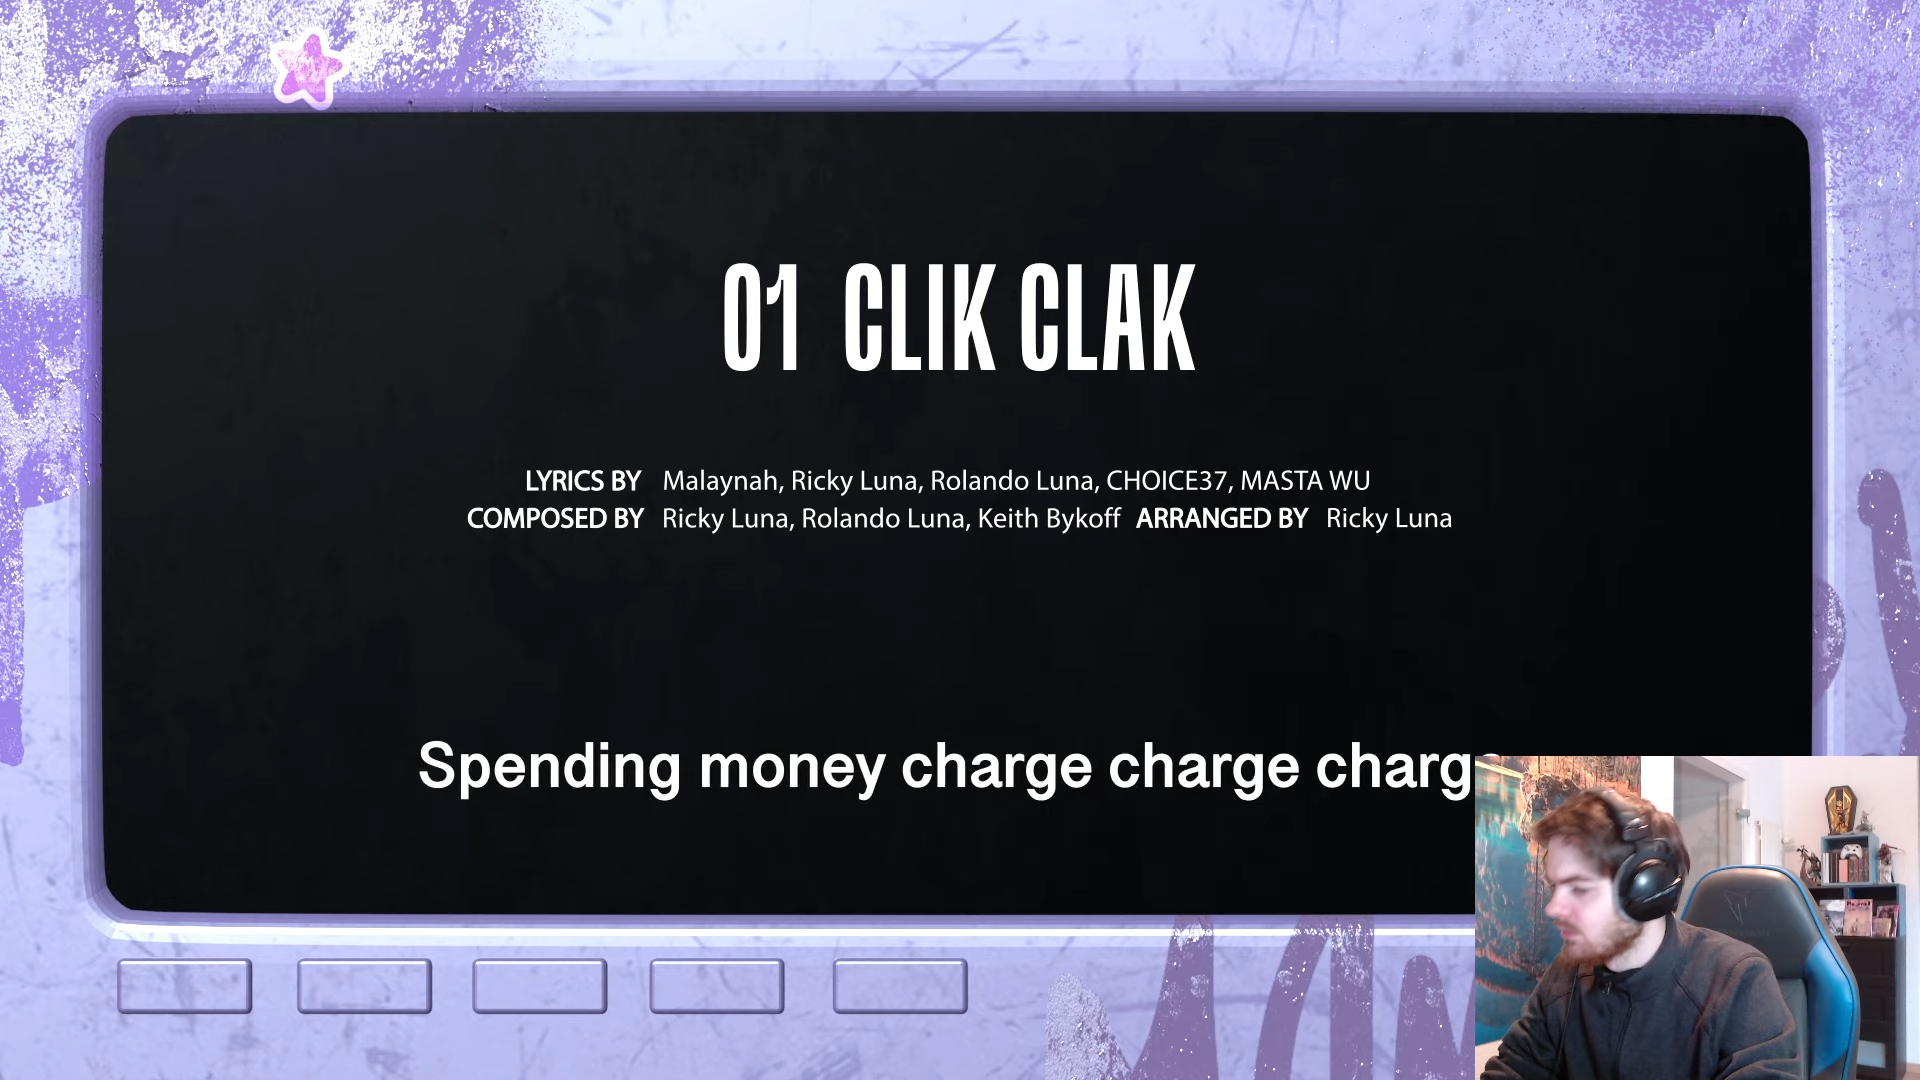 01 CLIK CLAK
LYRICS BY Malaynah, Ricky Luna, Rolando Luna, CHOICE37, MASTA WU
COMPOSED BY Ricky Luna, Rolando Luna, Keith Bykoff ARRANGED BY Ricky Luna
Spending money charge charge charge